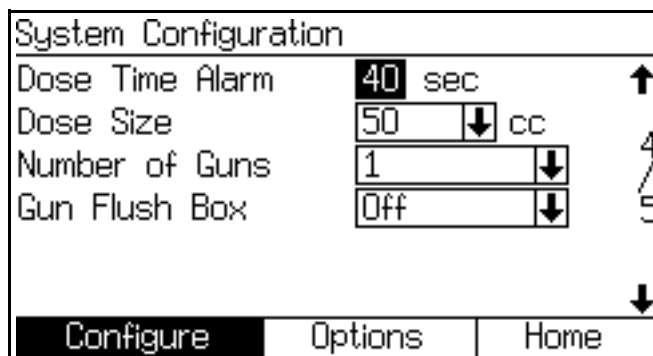 System Configuration
Dose Time Alarm 40 sec
Dose Size 50 cc
Number of Guns 1
Gun Flush Box Off
4/5
Configure Options Home